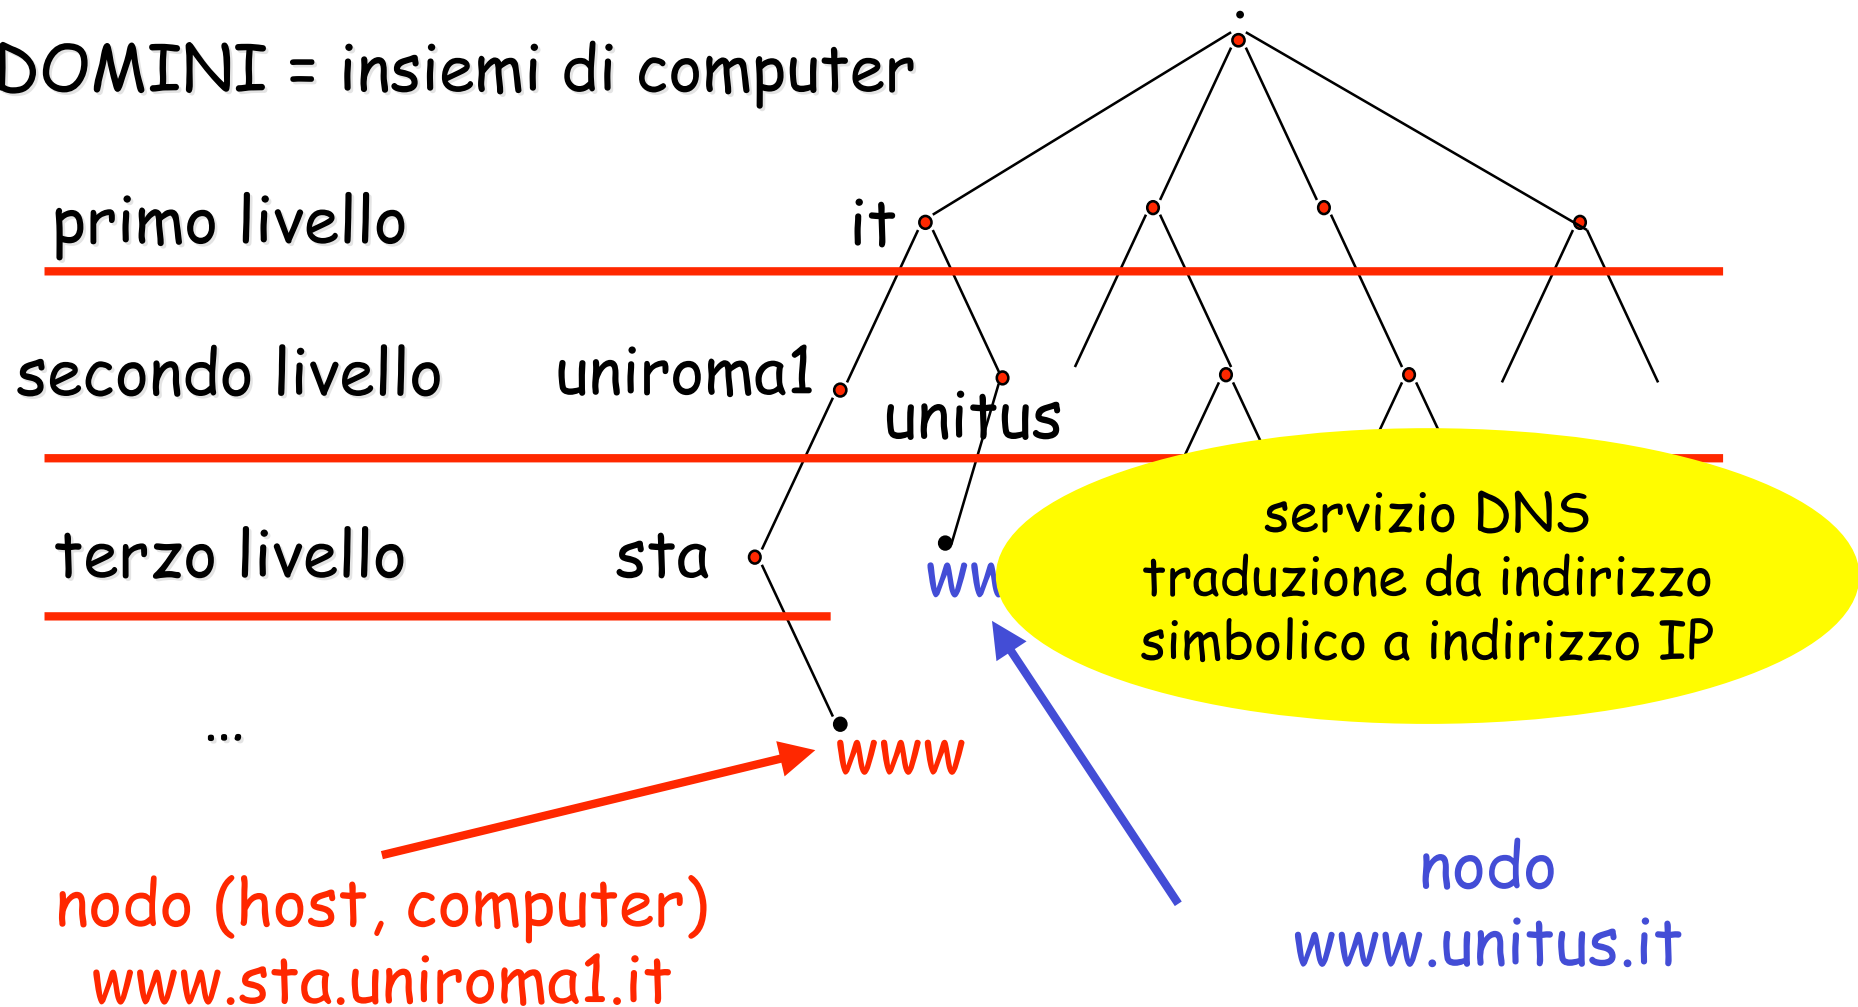 .
DOMINI = insiemi di computer
primo livello
it
secondo livello
uniroma1
unitus
terzo livello
sta
servizio DNS
traduzione da indirizzo
simbolico a indirizzo IP
...
www
nodo (host, computer)
www.sta.uniroma1.it
nodo
www.unitus.it